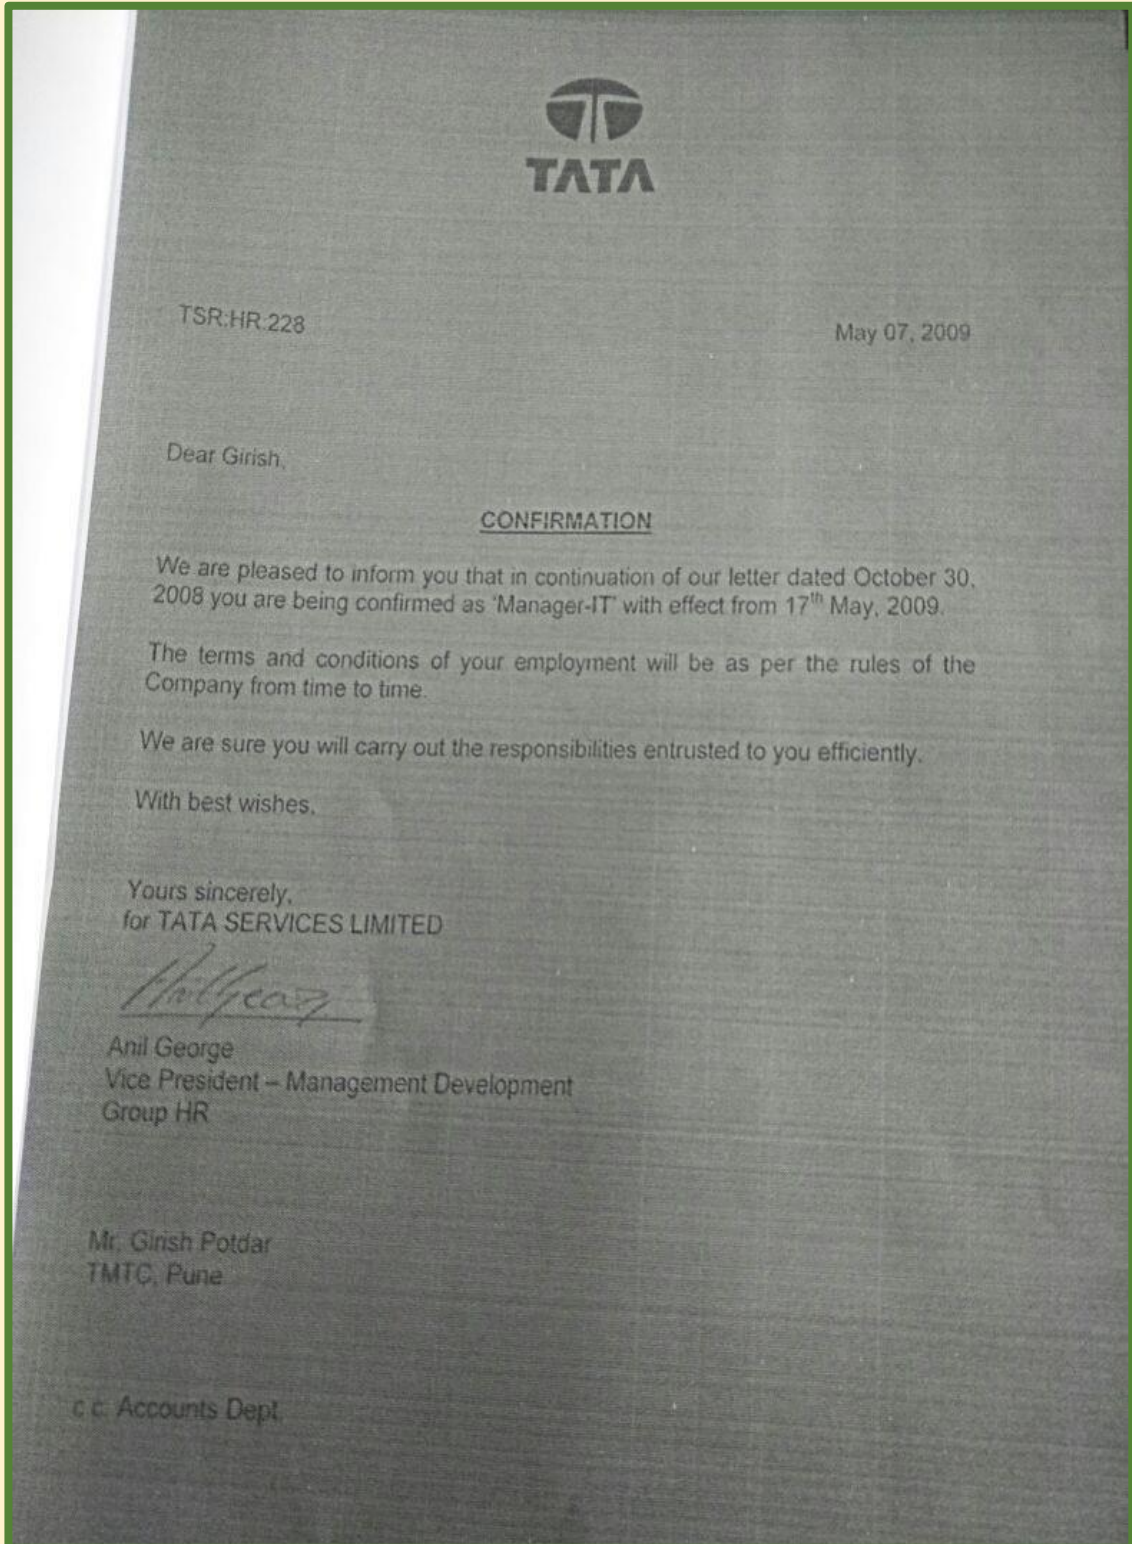 TATA
TSR:HR:228
May 07, 2009
Dear Girish,
CONFIRMATION
We are pleased to inform you that in continuation of our letter dated October 30,
2008 you are being confirmed as 'Manager-IT' with effect from 17th May, 2009.
The terms and conditions of your employment will be as per the rules of the
Company from time to time.
We are sure you will carry out the responsibilities entrusted to you efficiently.
With best wishes,
Yours sincerely,
for TATA SERVICES LIMITED
Anil George
Vice President – Management Development
Group HR
Mr. Girish Potdar
TMTC, Pune
c.c. Accounts Dept.